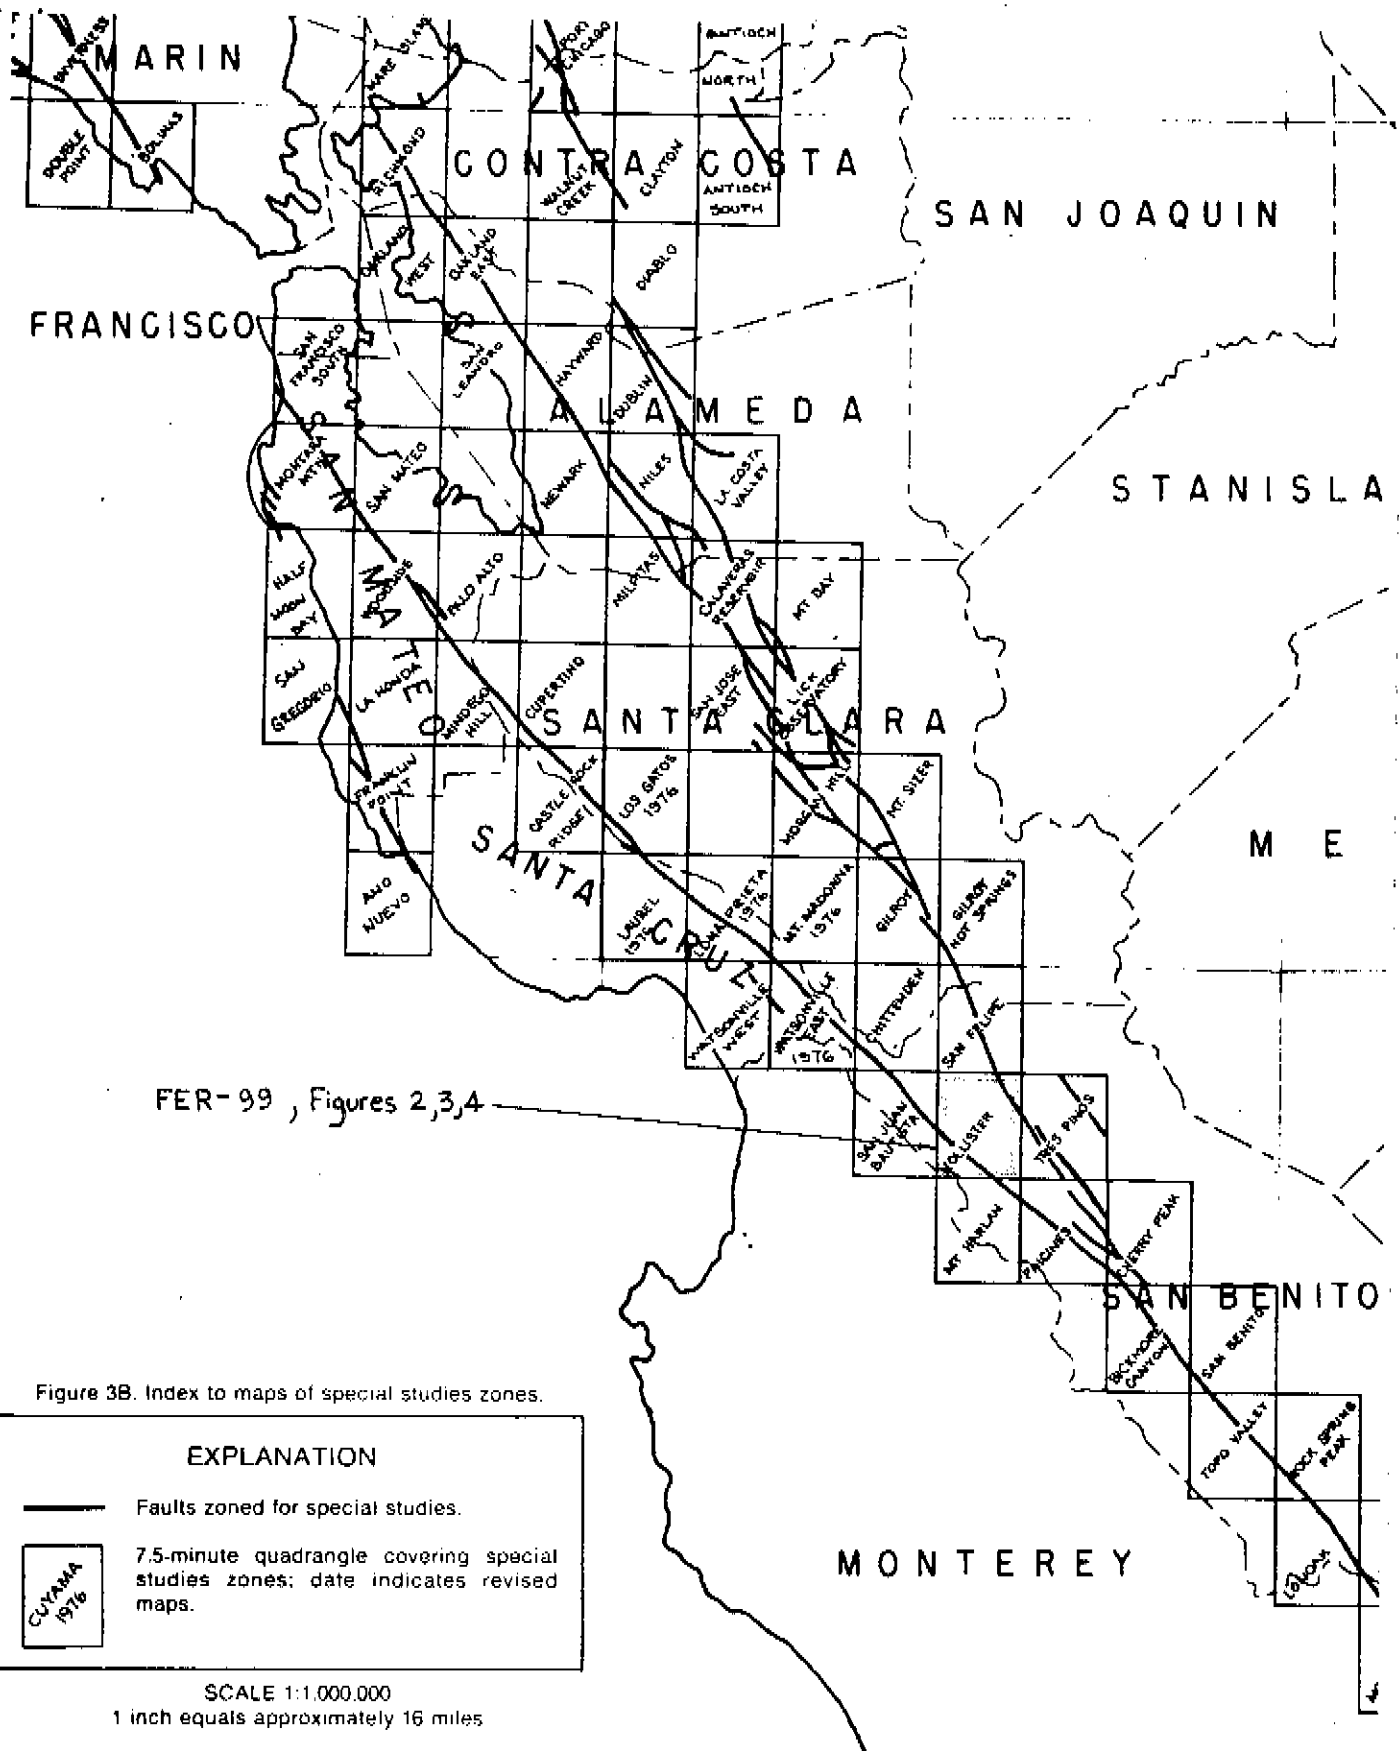 MARIN
INVERNESS
MARE ISLAND
PORT
CHICAGO
ANTIOCH
NORTH
DOUBLE
POINT
BOLINAS
RICHMOND
CONTRA COSTA
WALNUT
CREEK
CLAYTON
ANTIOCH
SOUTH
SAN JOAQUIN
OAKLAND
WEST
OAKLAND
EAST
DIABLO
FRANCISCO
SAN
FRANCISCO
SOUTH
SAN
LEANDRO
HAYWARD
DUBLIN
ALAMEDA
MONTARA
MTN
SAN MATEO
NEWARK
NILES
LA COSTA
VALLEY
STANISLA
SAN MATEO
HALF
MOON
BAY
WOODSIDE
PALO ALTO
MILPITAS
CALAVERAS
RESERVOIR
MT DAY
SAN
GREGORIO
LA HONDA
MINDEGO
HILL
CUPERTINO
SAN JOSE
EAST
LICK
OBSERVATORY
SANTA CLARA
FRANKLIN
POINT
CASTLE ROCK
RIDGE
LOS GATOS
1976
MORGAN HILL
MT. SIZER
ME
SANTA CRUZ
ANO
NUEVO
LAUREL
1976
LOMA PRIETA
1976
MT. MADONNA
1976
GILROY
GILROY
HOT SPRINGS
WATSONVILLE
WEST
WATSONVILLE
EAST
1976
CHITTENDEN
SAN FELIPE
FER-99, Figures 2,3,4
SAN JUAN
BAUTISTA
HOLLISTER
TRES PINOS
MT HARLAN
PAICINES
CHERRY PEAK
SAN BENITO
BICKMORE
CANYON
SAN BENITO
TOPO VALLEY
ROCK SPRING
PEAK
LONOAK
MONTEREY
Figure 3B. Index to maps of special studies zones.
EXPLANATION
Faults zoned for special studies.
CUYAMA
1976
7.5-minute quadrangle covering special
studies zones; date indicates revised
maps.
SCALE 1:1.000.000
1 inch equals approximately 16 miles